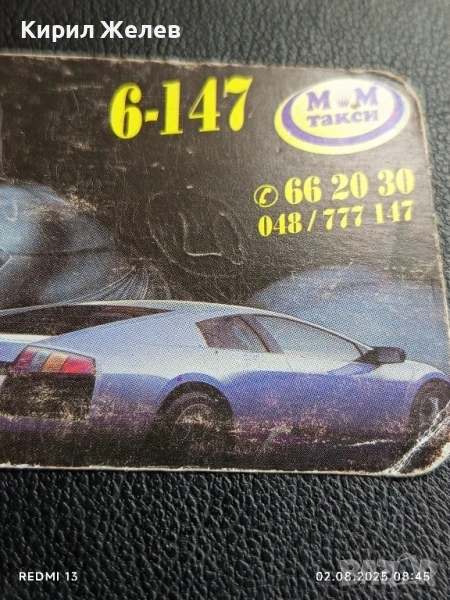 Кирил Желев
6-147
М М
такси
✆ 66 20 30
048 / 777 147
REDMI 13
02.08.2025 08:45